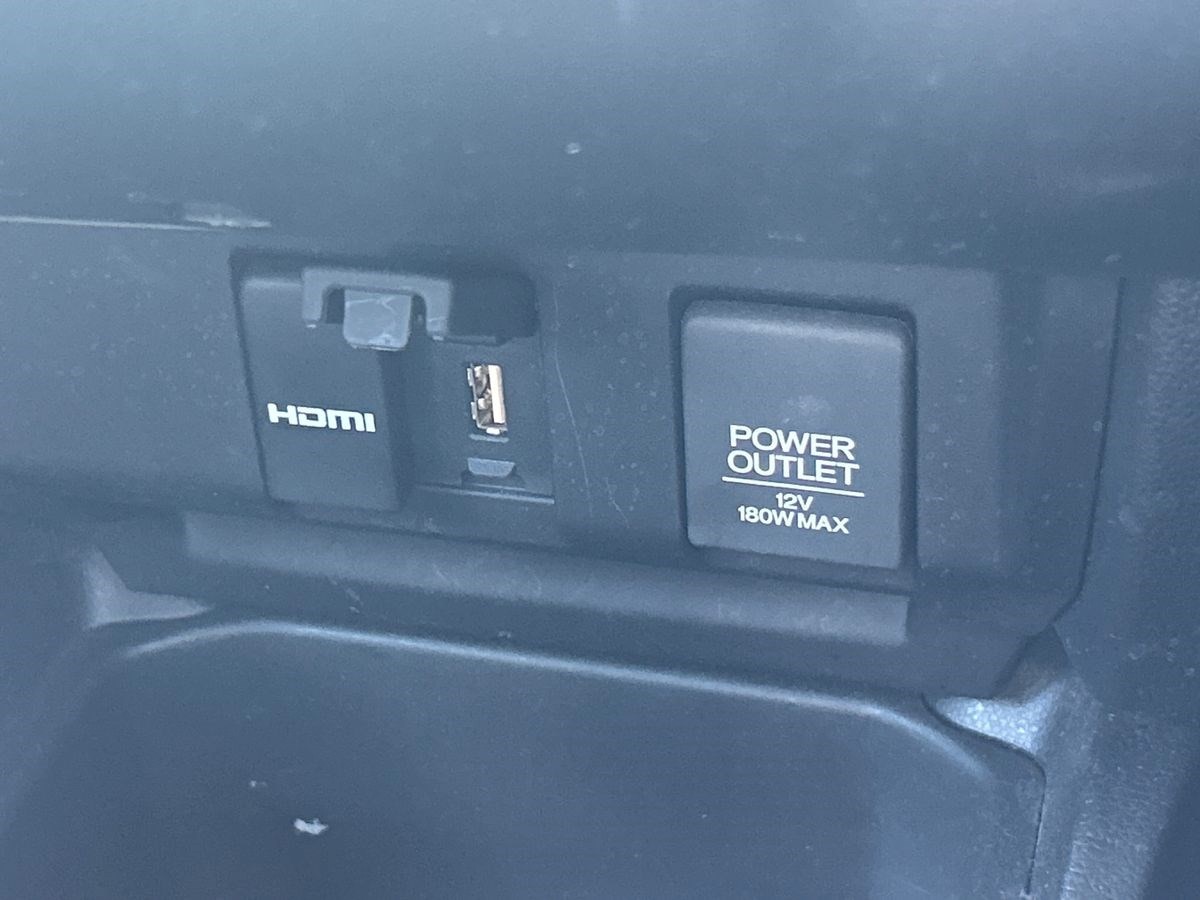 HDMI
POWER
OUTLET
12V
180W MAX